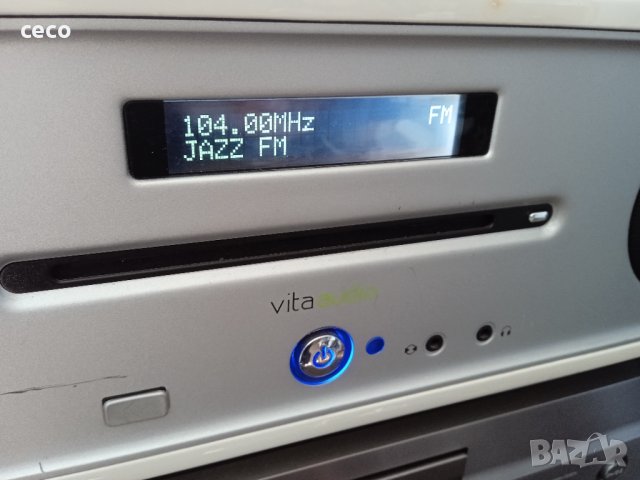 ceco
104.00MHz FM
JAZZ FM
vitaaudio
BAZAR